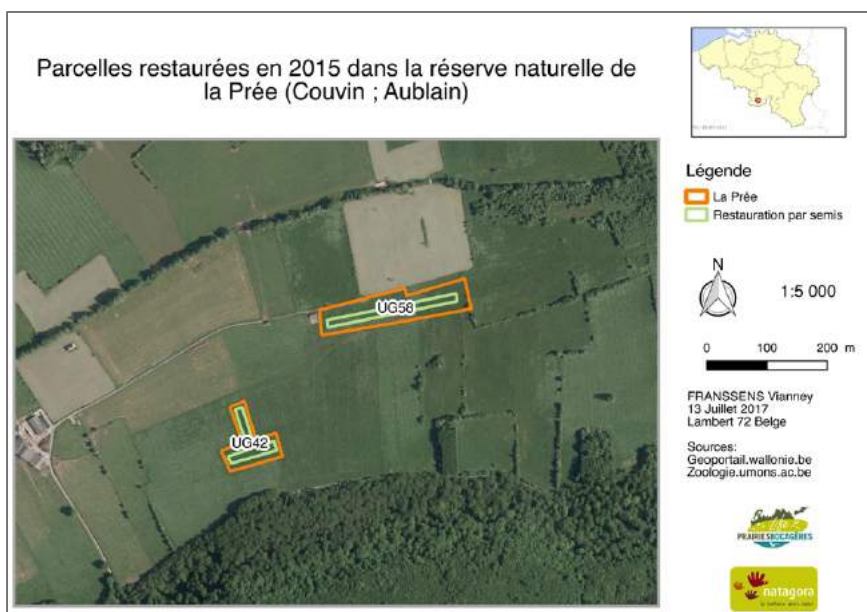 Parcelles restaurées en 2015 dans la réserve naturelle de
la Prée (Couvin ; Aublain)
Légende
La Prée
Restauration par semis
N
1:5 000
0 100 200 m
FRANSSENS Vianney
13 Juillet 2017
Lambert 72 Belge
Sources:
Geoportail.wallonie.be
Zoologie.umons.ac.be
UG58
UG42
PRAIRIES BOCAGÈRES
natagora